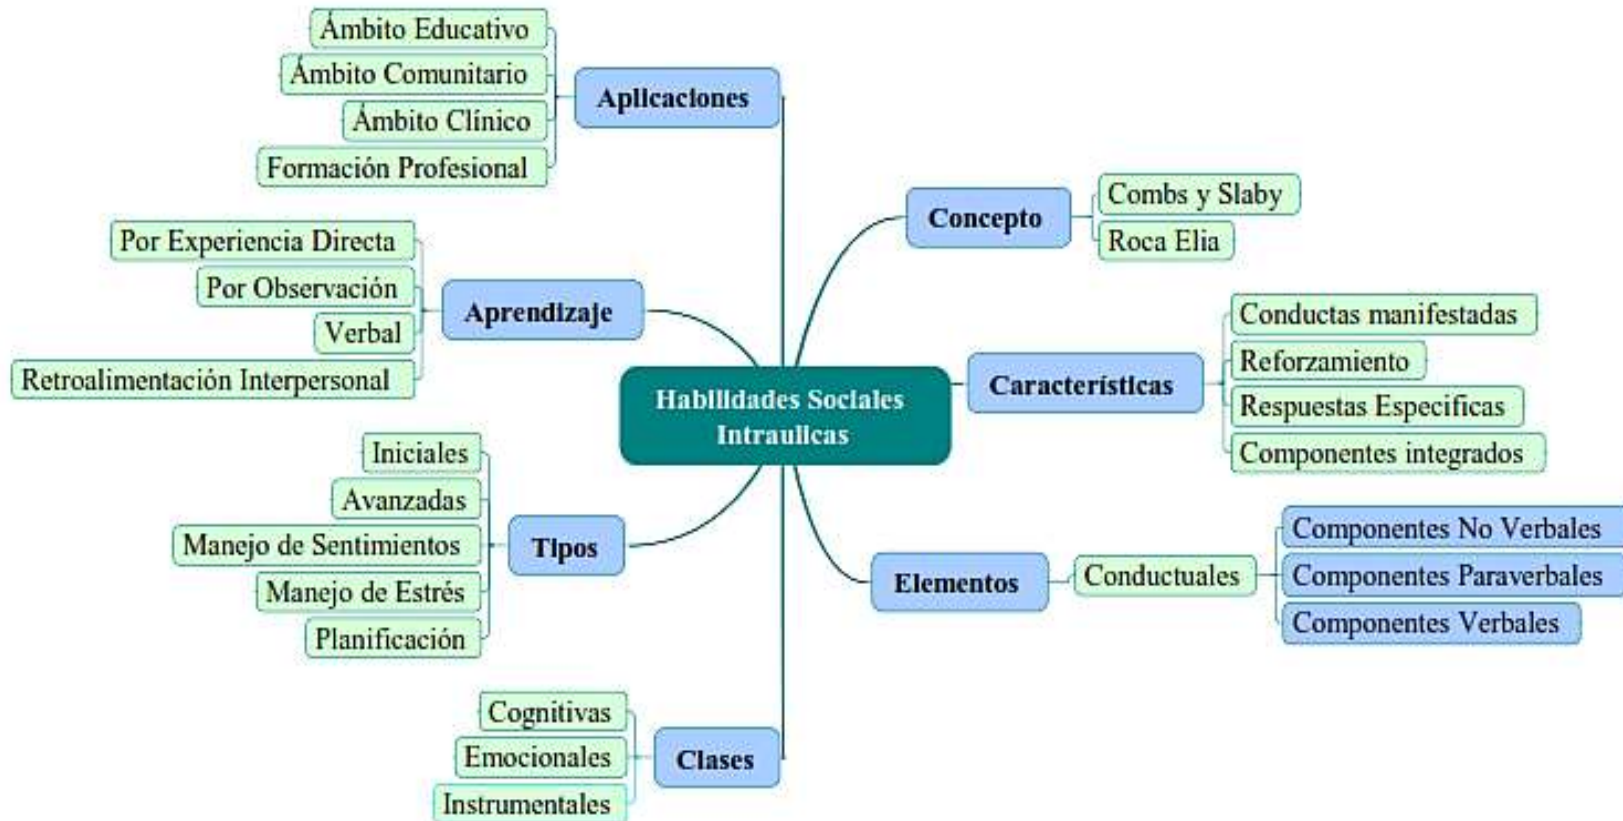 Ámbito Educativo
Ámbito Comunitario
Ámbito Clínico
Formación Profesional
Aplicaciones
Por Experiencia Directa
Por Observación
Verbal
Retroalimentación Interpersonal
Aprendizaje
Iniciales
Avanzadas
Manejo de Sentimientos
Manejo de Estrés
Planificación
Tipos
Cognitivas
Emocionales
Instrumentales
Clases
Habilidades Sociales
Intraulicas
Concepto
Combs y Slaby
Roca Elia
Características
Conductas manifestadas
Reforzamiento
Respuestas Especificas
Componentes integrados
Elementos
Conductuales
Componentes No Verbales
Componentes Paraverbales
Componentes Verbales